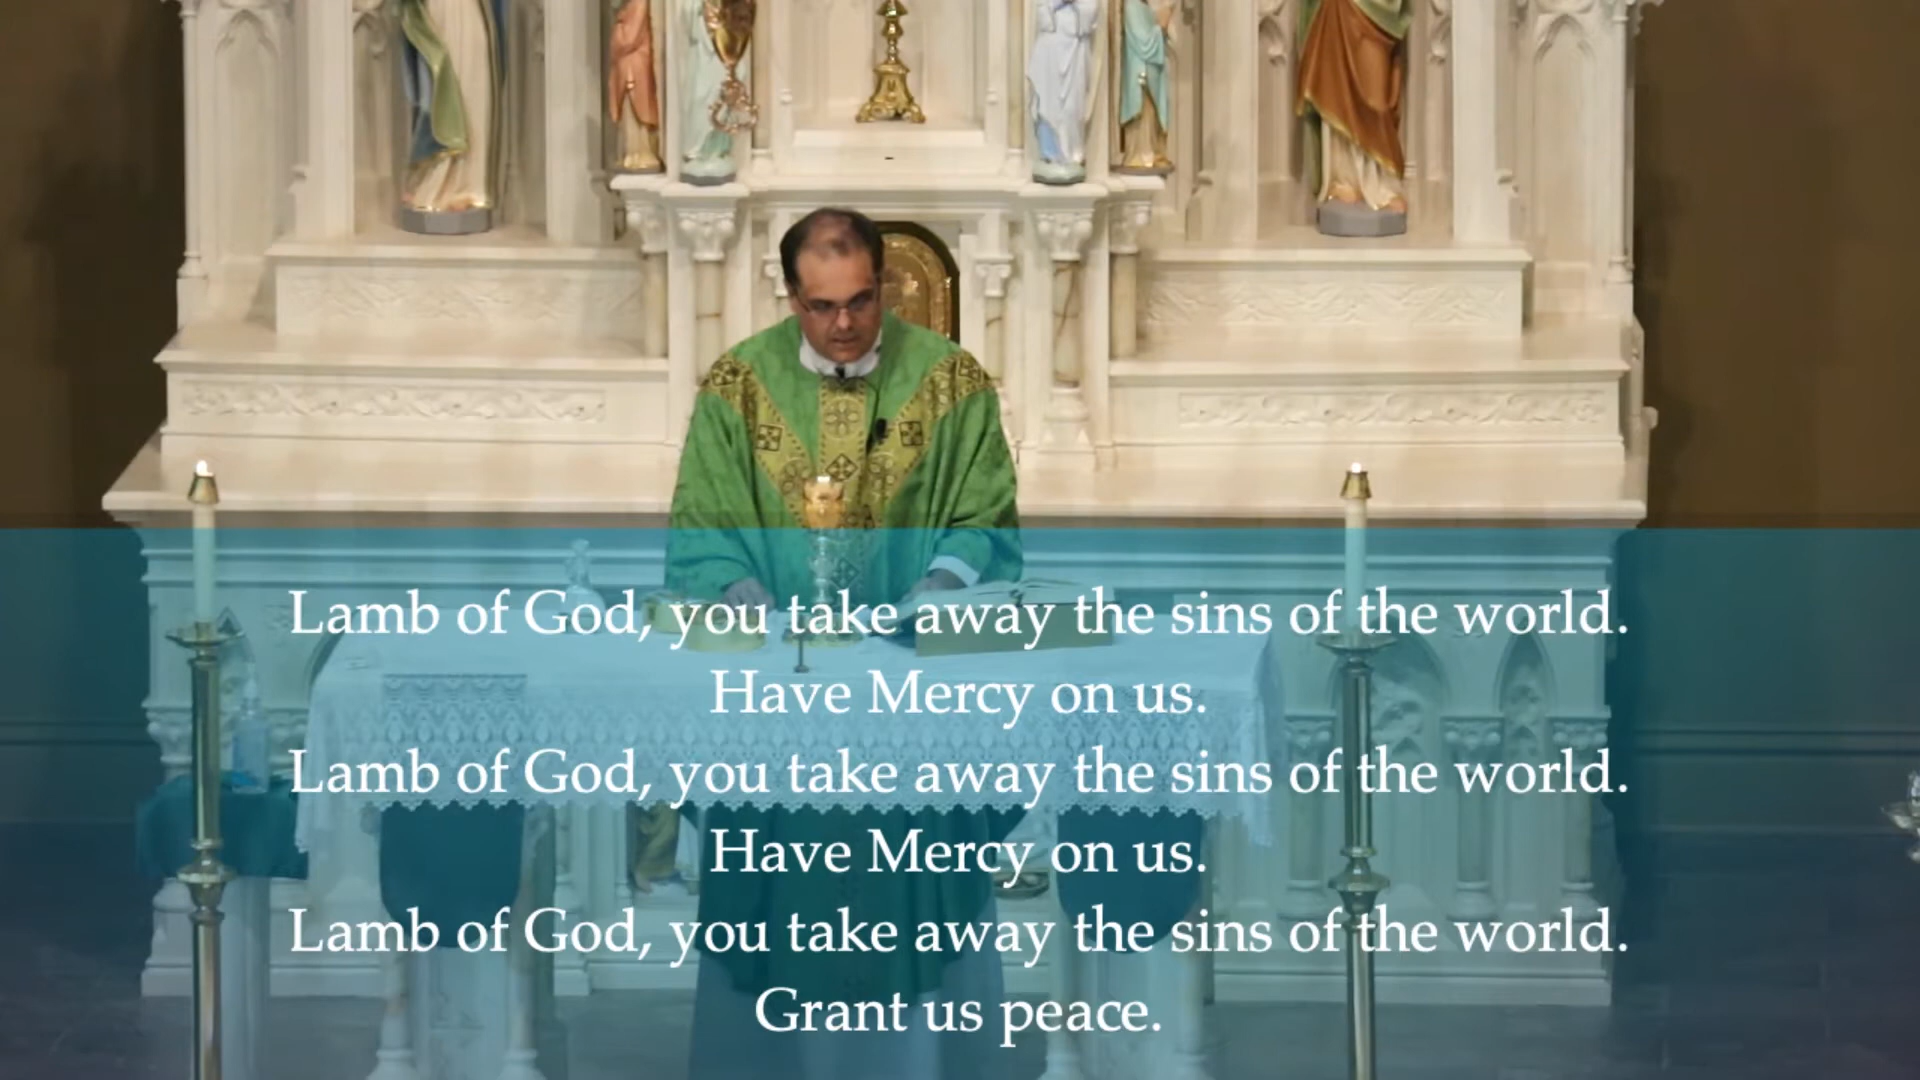 Lamb of God, you take away the sins of the world.
Have Mercy on us.
Lamb of God, you take away the sins of the world.
Have Mercy on us.
Lamb of God, you take away the sins of the world.
Grant us peace.